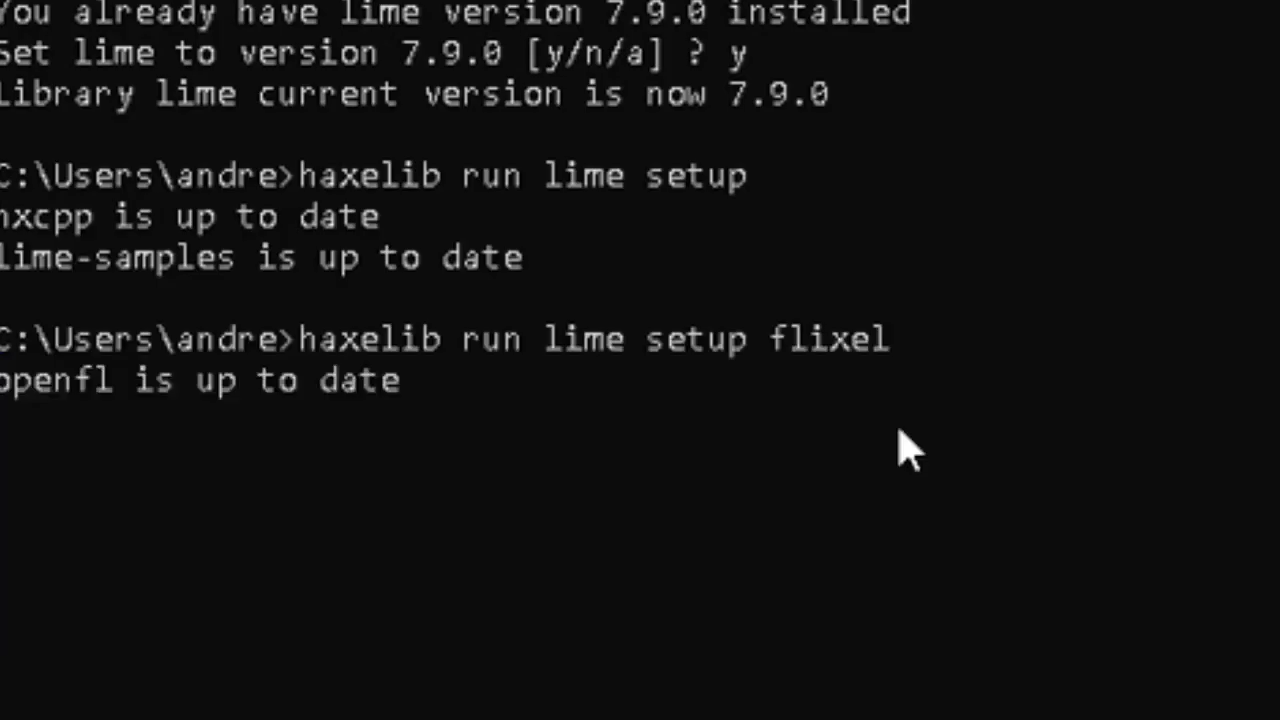 You already have lime version 7.9.0 installed
Set lime to version 7.9.0 [y/n/a] ? y
Library lime current version is now 7.9.0
C:\Users\andre>haxelib run lime setup
hxcpp is up to date
lime-samples is up to date
C:\Users\andre>haxelib run lime setup flixel
openfl is up to date